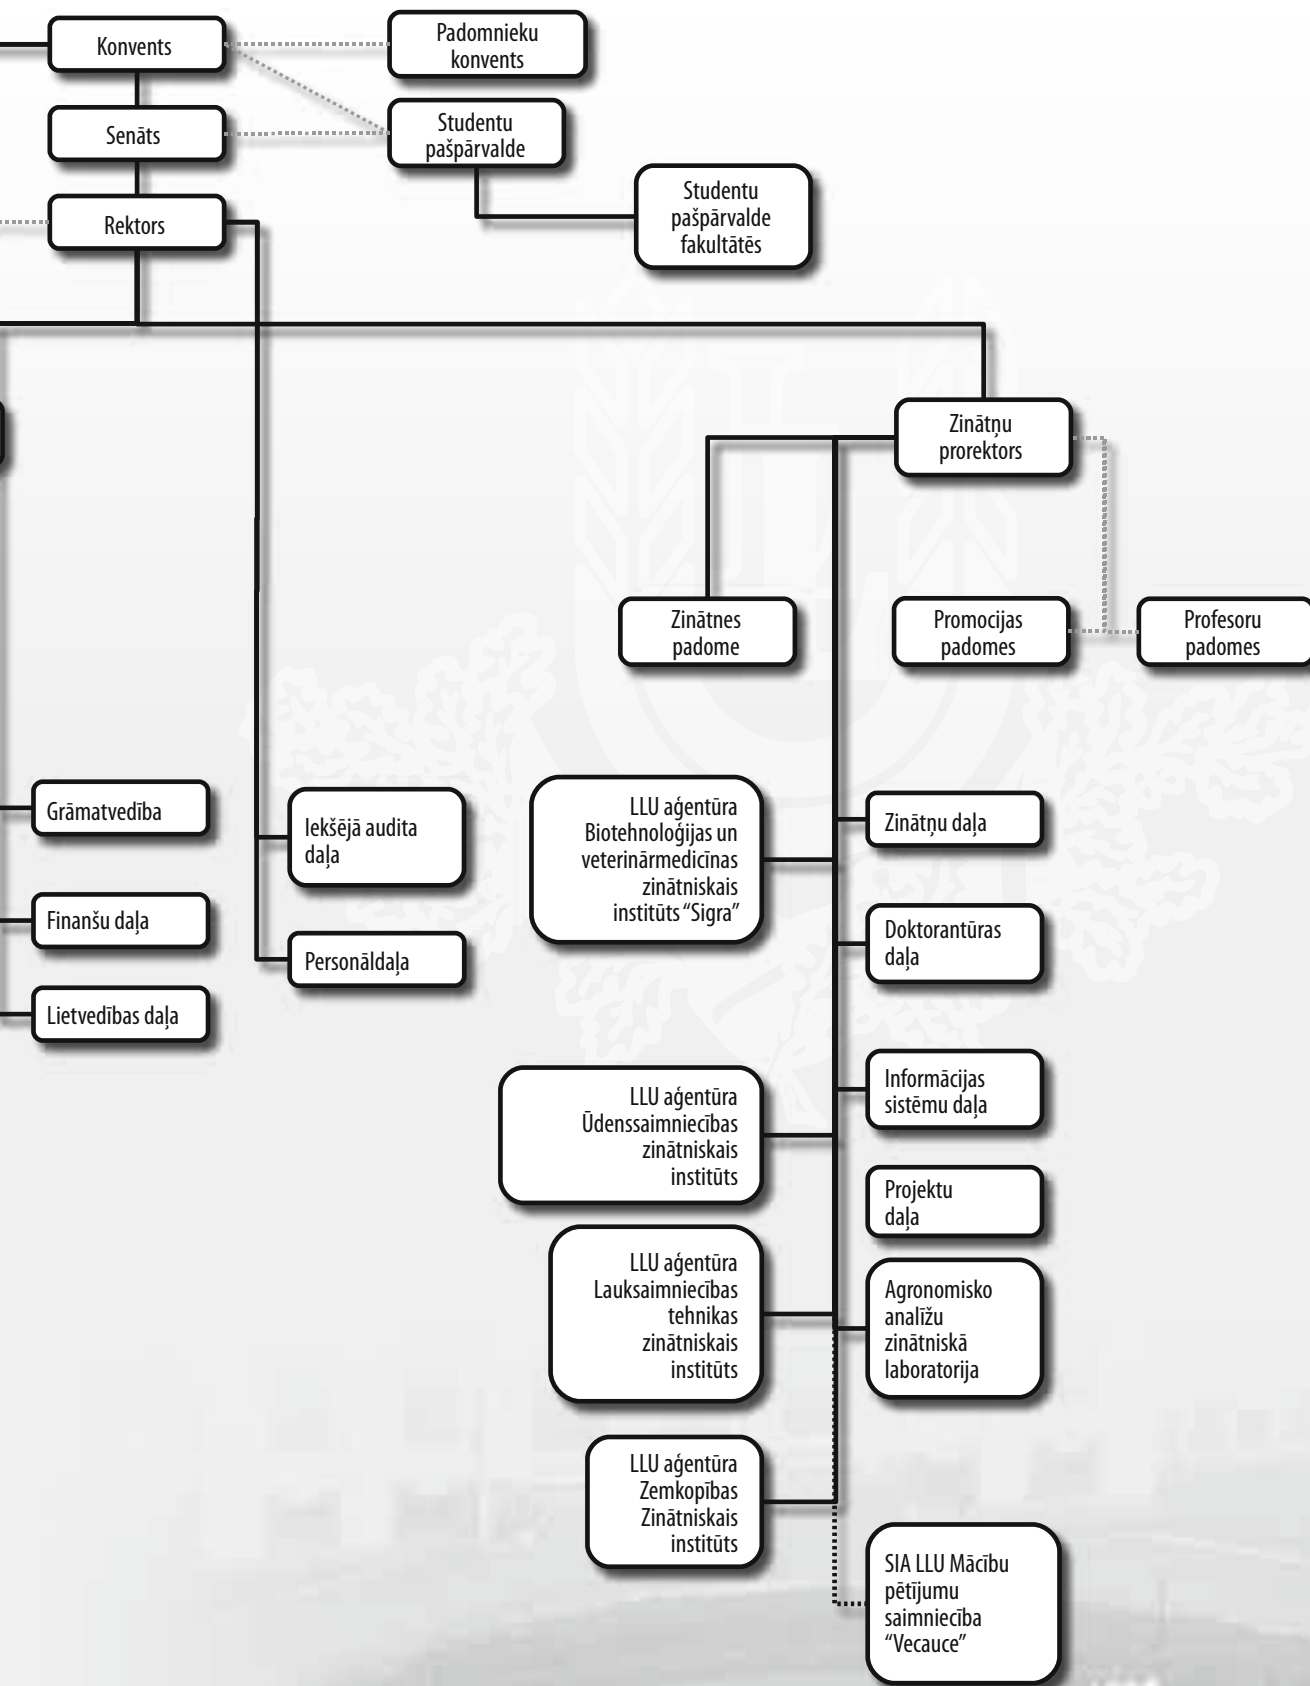 Konvents
Padomnieku
konvents
Senāts
Studentu
pašpārvalde
Rektors
Studentu
pašpārvalde
fakultātēs
Zinātņu
prorektors
Zinātnes
padome
Promocijas
padomes
Profesoru
padomes
Grāmatvedība
Finanšu daļa
Lietvedības daļa
Iekšējā audita
daļa
Personāldaļa
LLU aģentūra
Biotehnoloģijas un
veterinārmedicīnas
zinātniskais
institūts “Sigra”
LLU aģentūra
Ūdenssaimniecības
zinātniskais
institūts
LLU aģentūra
Lauksaimniecības
tehnikas
zinātniskais
institūts
LLU aģentūra
Zemkopības
Zinātniskais
institūts
Zinātņu daļa
Doktorantūras
daļa
Informācijas
sistēmu daļa
Projektu
daļa
Agronomisko
analīžu
zinātniskā
laboratorija
SIA LLU Mācību
pētījumu
saimniecība
“Vecauce”